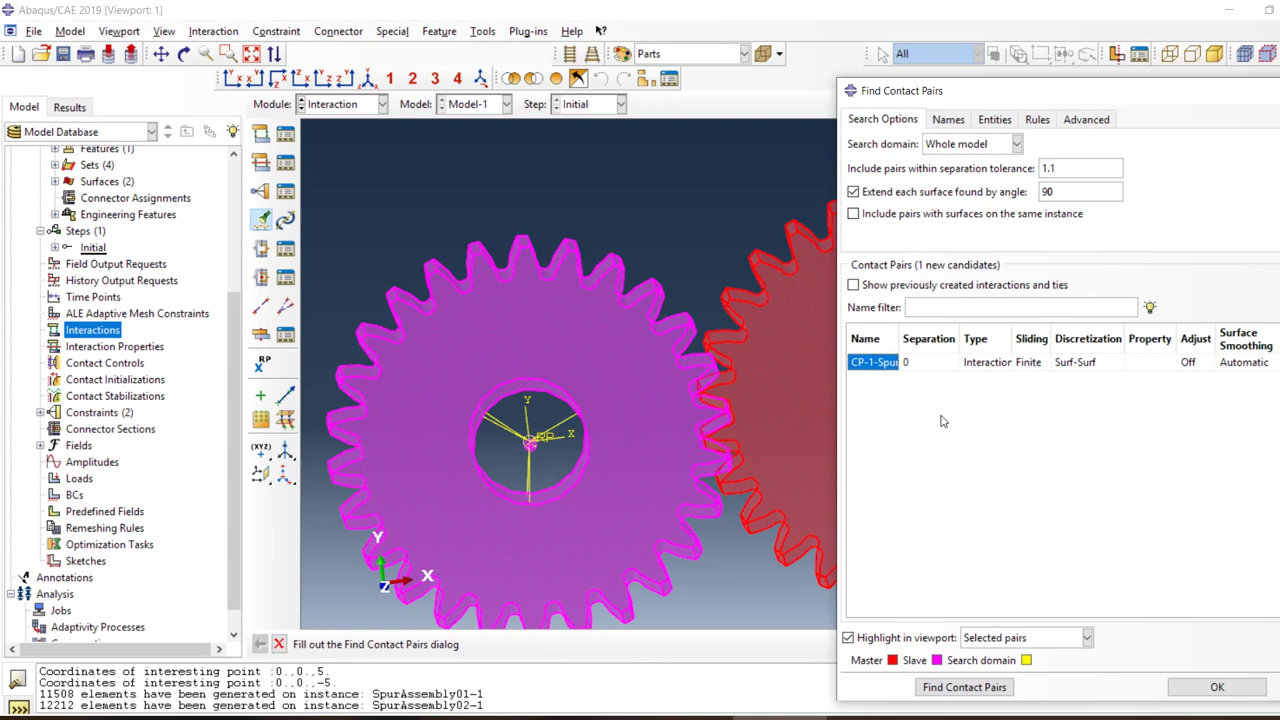 Abaqus/CAE 2019 [Viewport: 1]
File Model Viewport View Interaction Constraint Connector Special Feature Tools Plug-ins Help
Parts All
1 2 3 4
Model Results Module: Interaction Model: Model-1 Step: Initial
Model Database
Features (1)
Sets (4)
Surfaces (2)
Connector Assignments
Engineering Features
Steps (1)
Initial
Field Output Requests
History Output Requests
Time Points
ALE Adaptive Mesh Constraints
Interactions
Interaction Properties
Contact Controls
Contact Initializations
Contact Stabilizations
Constraints (2)
Connector Sections
Fields
Amplitudes
Loads
BCs
Predefined Fields
Remeshing Rules
Optimization Tasks
Sketches
Annotations
Analysis
Jobs
Adaptivity Processes
RP
(XYZ)
Y
RP X
Y
X
Z
Fill out the Find Contact Pairs dialog
Find Contact Pairs
Search Options Names Entities Rules Advanced
Search domain: Whole model
Include pairs within separation tolerance: 1.1
Extend each surface found by angle: 90
Include pairs with surfaces on the same instance
Contact Pairs (1 new candidates)
Show previously created interactions and ties
Name filter:
Name Separation Type Sliding Discretization Property Adjust Surface Smoothing
CP-1-Spur 0 Interaction Finite Surf-Surf Off Automatic
Highlight in viewport: Selected pairs
Master Slave Search domain
Find Contact Pairs OK
Coordinates of interesting point :0.,0.,5.
Coordinates of interesting point :0.,0.,-5.
11508 elements have been generated on instance: SpurAssembly01-1
12212 elements have been generated on instance: SpurAssembly02-1
>>>